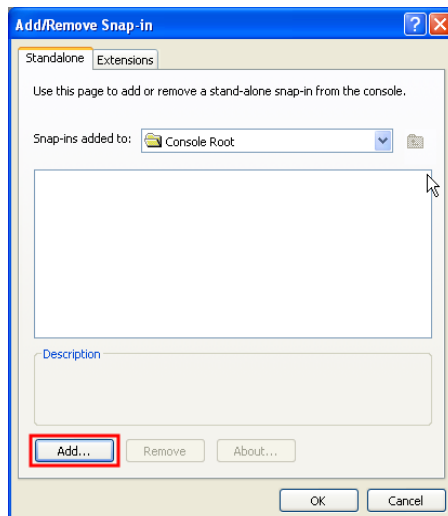 Add/Remove Snap-in
Standalone Extensions
Use this page to add or remove a stand-alone snap-in from the console.
Snap-ins added to: Console Root
Description
Add... Remove About...
OK Cancel